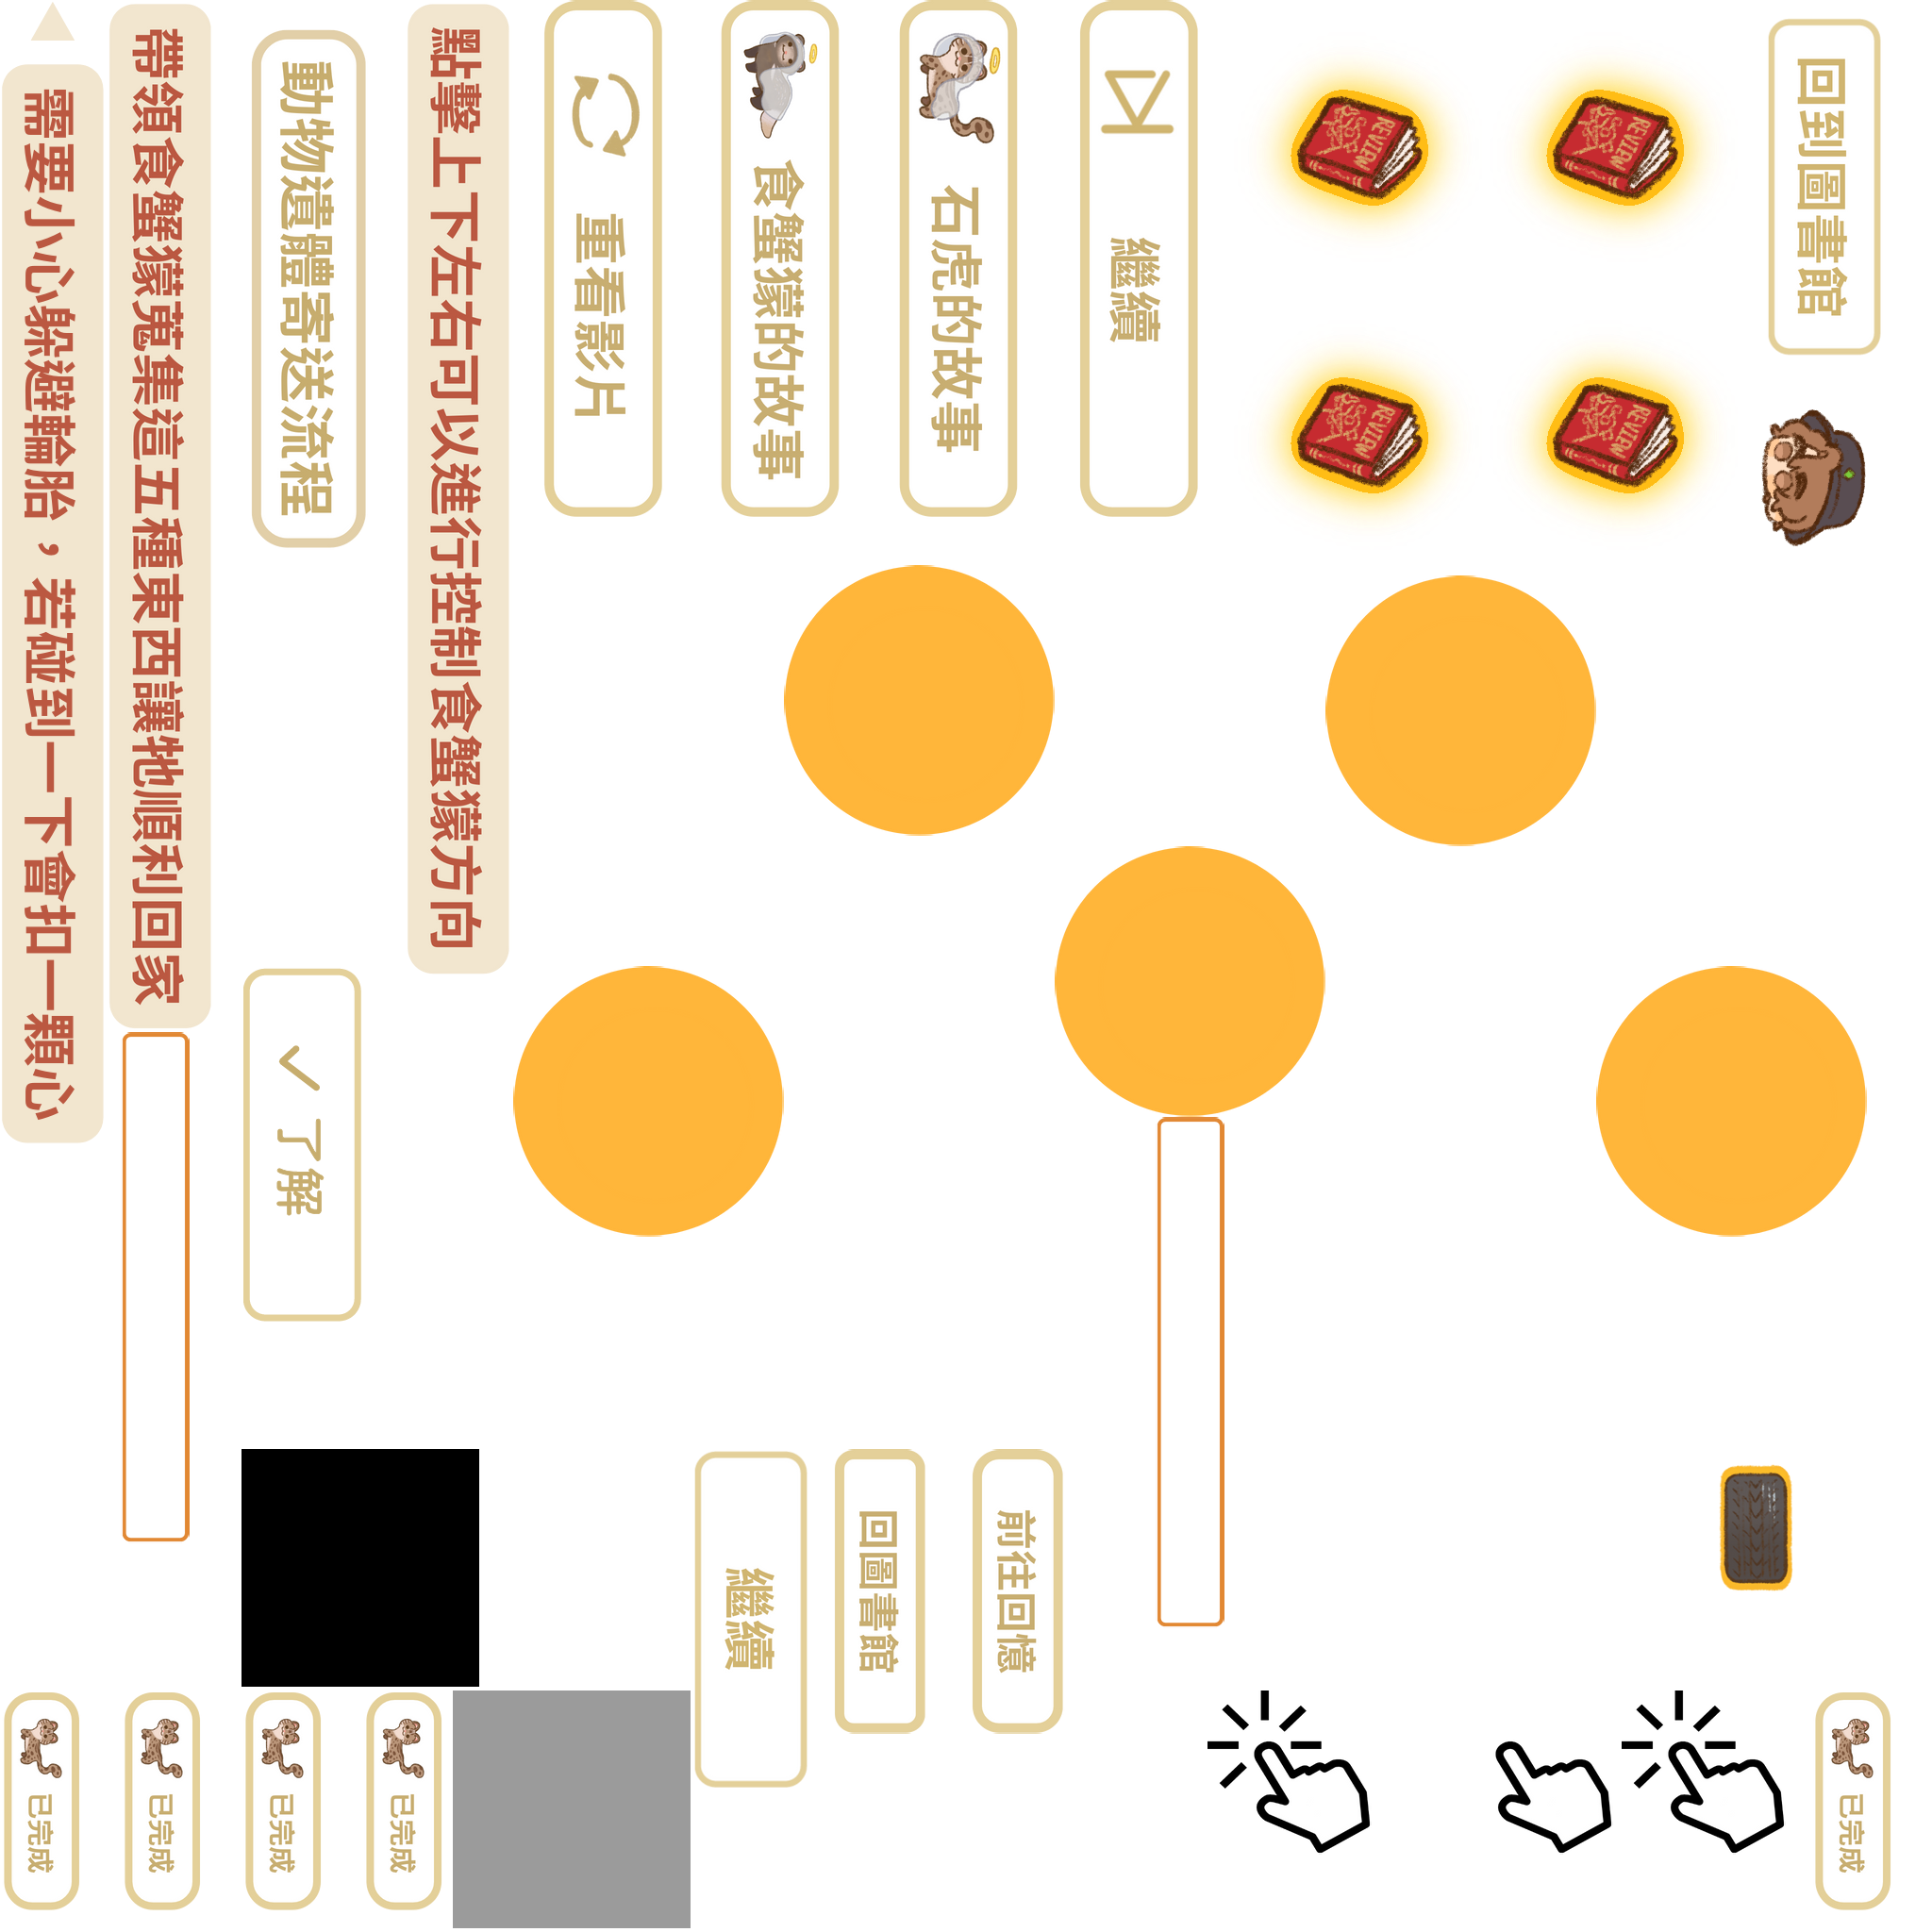 需要小心躲避輪胎，若碰到一下會扣一顆心
帶領食蟹獴蒐集這五種東西讓牠順利回家
動物遺體寄送流程
點擊上下左右可以進行控制食蟹獴方向
重看影片
食蟹獴的故事
石虎的故事
繼續
REVIEW
REVIEW
回到圖書館
REVIEW
REVIEW
了解
繼續
回圖書館
前往回憶
已完成
已完成
已完成
已完成
已完成